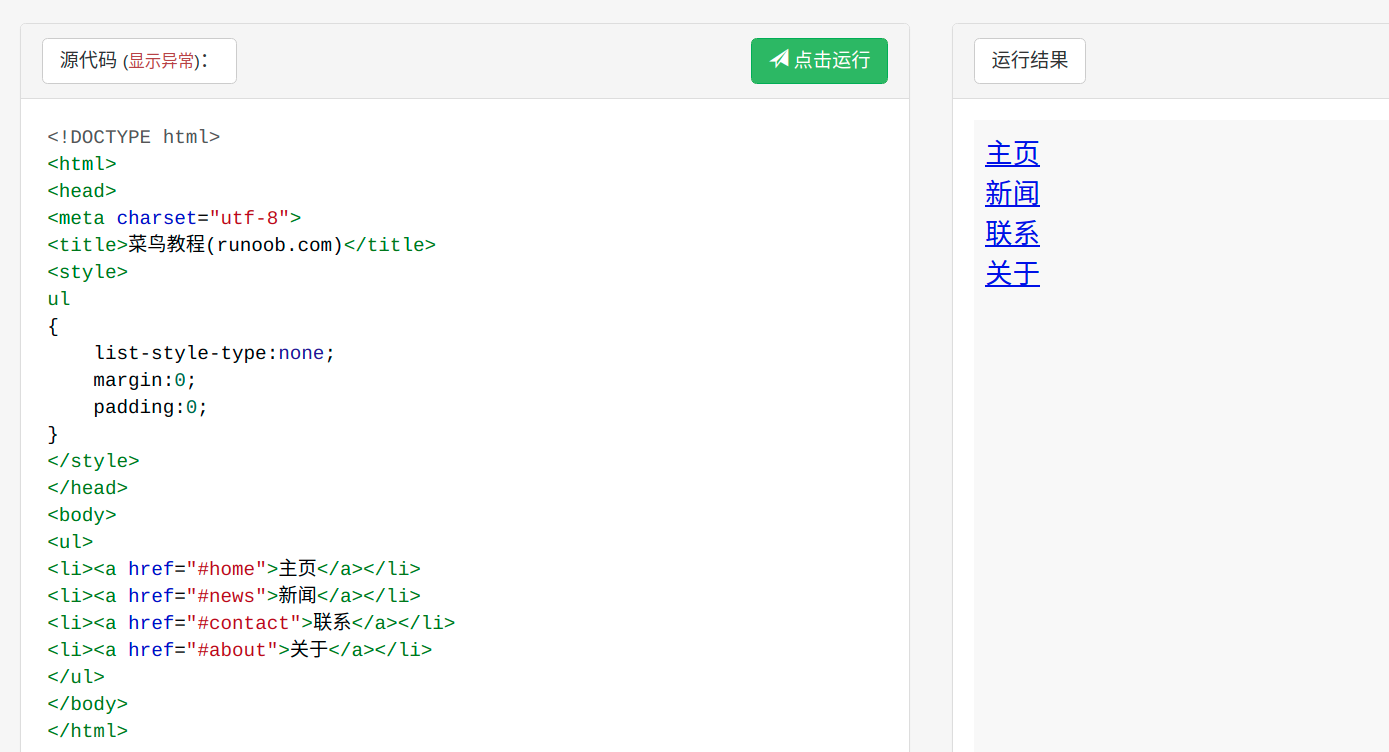 源代码 (显示异常)：
点击运行
<!DOCTYPE html>
<html>
<head>
<meta charset="utf-8">
<title>菜鸟教程(runoob.com)</title>
<style>
ul
{
    list-style-type:none;
    margin:0;
    padding:0;
}
</style>
</head>
<body>
<ul>
<li><a href="#home">主页</a></li>
<li><a href="#news">新闻</a></li>
<li><a href="#contact">联系</a></li>
<li><a href="#about">关于</a></li>
</ul>
</body>
</html>
运行结果
主页
新闻
联系
关于